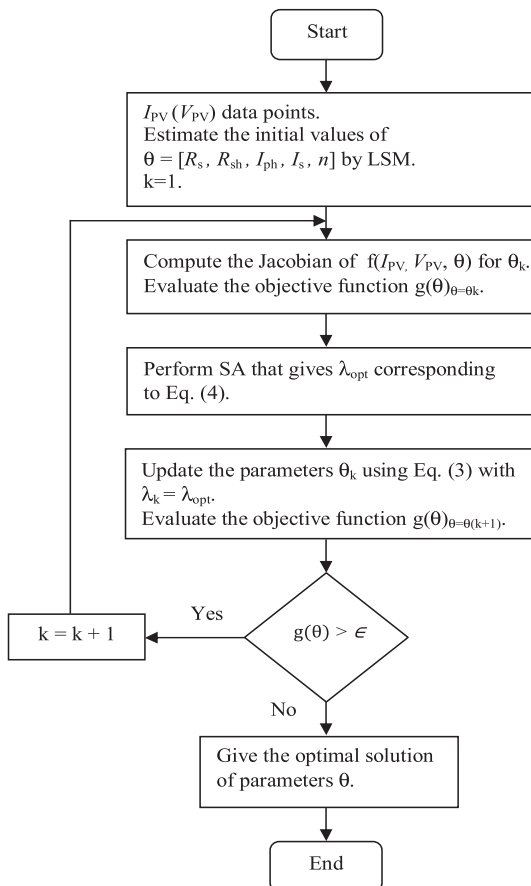 Start
I_PV (V_PV) data points.
Estimate the initial values of
θ = [R_s , R_sh , I_ph , I_s , n] by LSM.
k=1.
Compute the Jacobian of f(I_PV, V_PV, θ) for θ_k.
Evaluate the objective function g(θ)_θ=θk.
Perform SA that gives λ_opt corresponding
to Eq. (4).
Update the parameters θ_k using Eq. (3) with
λ_k = λ_opt.
Evaluate the objective function g(θ)_θ=θ(k+1).
g(θ) > ϵ
Yes
k = k + 1
No
Give the optimal solution
of parameters θ.
End